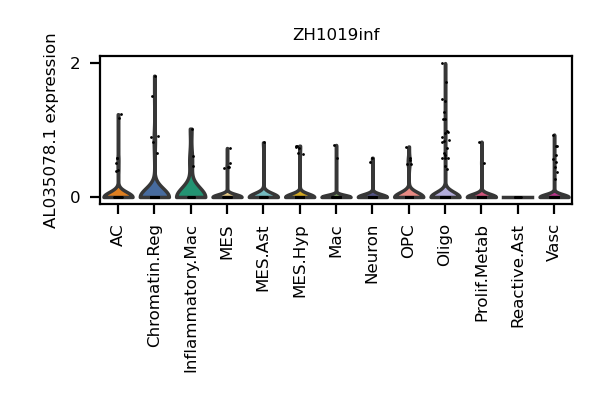 ZH1019inf
AL035078.1 expression
2
0
AC
Chromatin.Reg
Inflammatory.Mac
MES
MES.Ast
MES.Hyp
Mac
Neuron
OPC
Oligo
Prolif.Metab
Reactive.Ast
Vasc